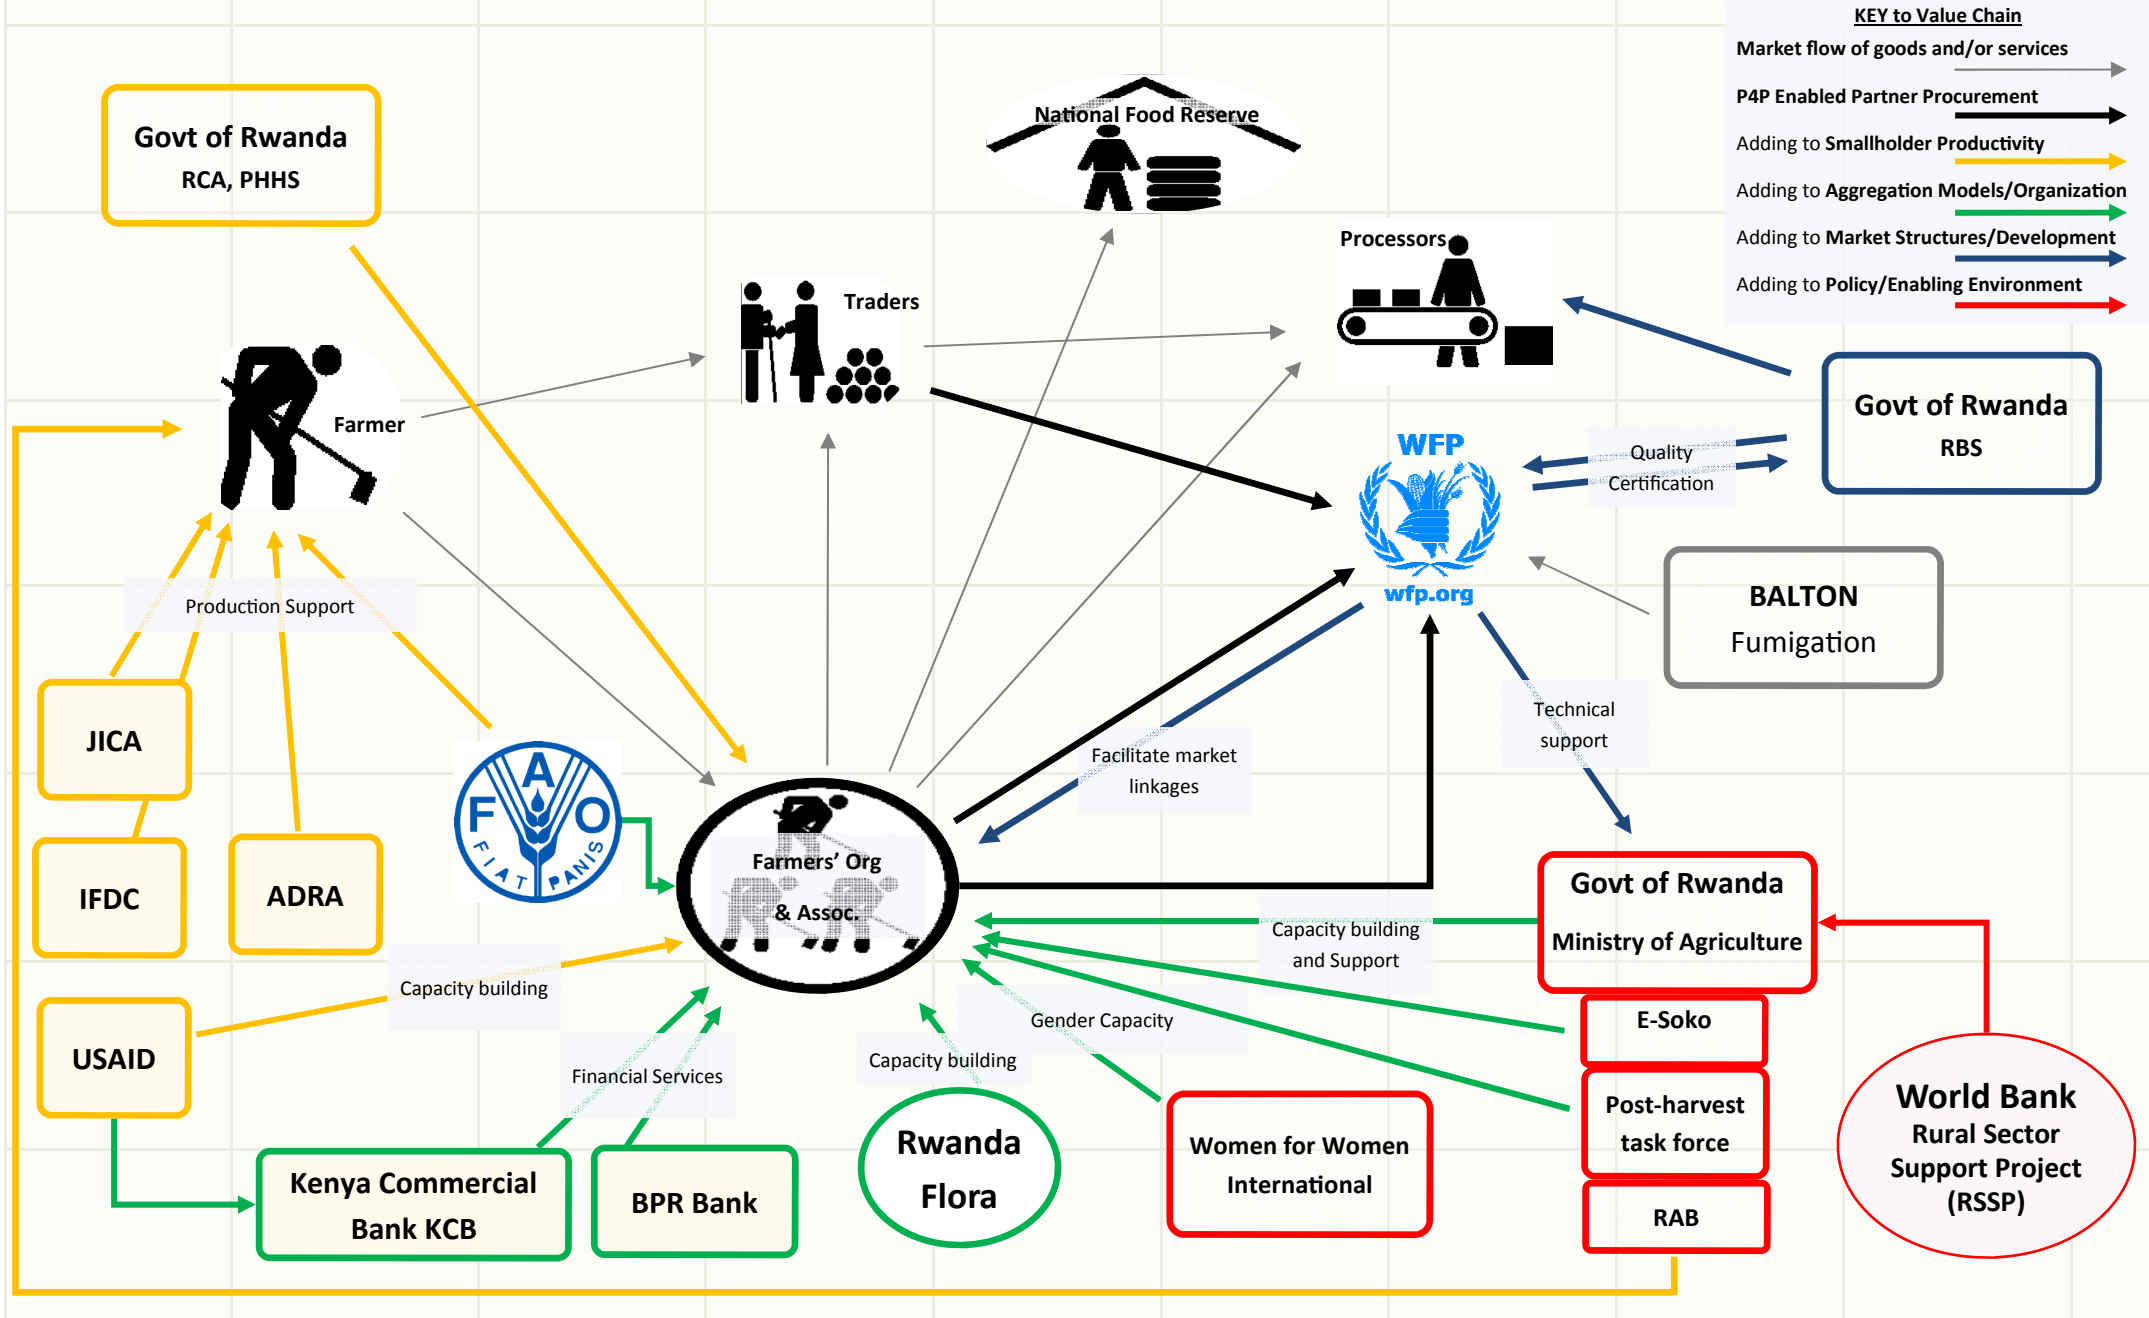 KEY to Value Chain
Market flow of goods and/or services
P4P Enabled Partner Procurement
Adding to Smallholder Productivity
Adding to Aggregation Models/Organization
Adding to Market Structures/Development
Adding to Policy/Enabling Environment
Govt of Rwanda
RCA, PHHS
National Food Reserve
Processors
Traders
Farmer
Govt of Rwanda
RBS
WFP
wfp.org
Quality
Certification
BALTON
Fumigation
Production Support
Technical
support
JICA
Facilitate market
linkages
F A O
FIAT PANIS
IFDC
ADRA
Farmers' Org
& Assoc.
Govt of Rwanda
Ministry of Agriculture
Capacity building
and Support
Capacity building
USAID
Gender Capacity
E-Soko
Financial Services
Capacity building
Post-harvest
task force
World Bank
Rural Sector
Support Project
(RSSP)
Kenya Commercial
Bank KCB
BPR Bank
Rwanda
Flora
Women for Women
International
RAB